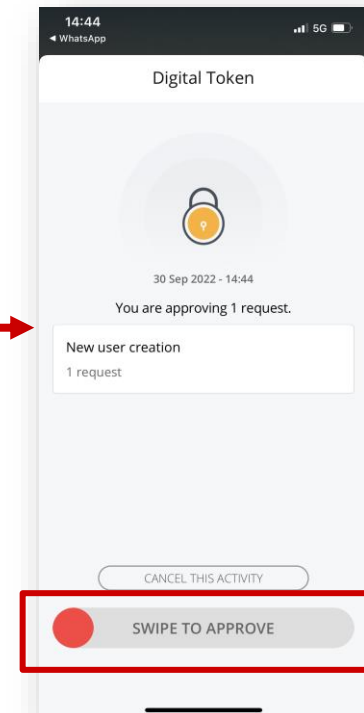 14:44
5G
◀ WhatsApp
Digital Token
30 Sep 2022 - 14:44
You are approving 1 request.
New user creation
1 request
CANCEL THIS ACTIVITY
SWIPE TO APPROVE